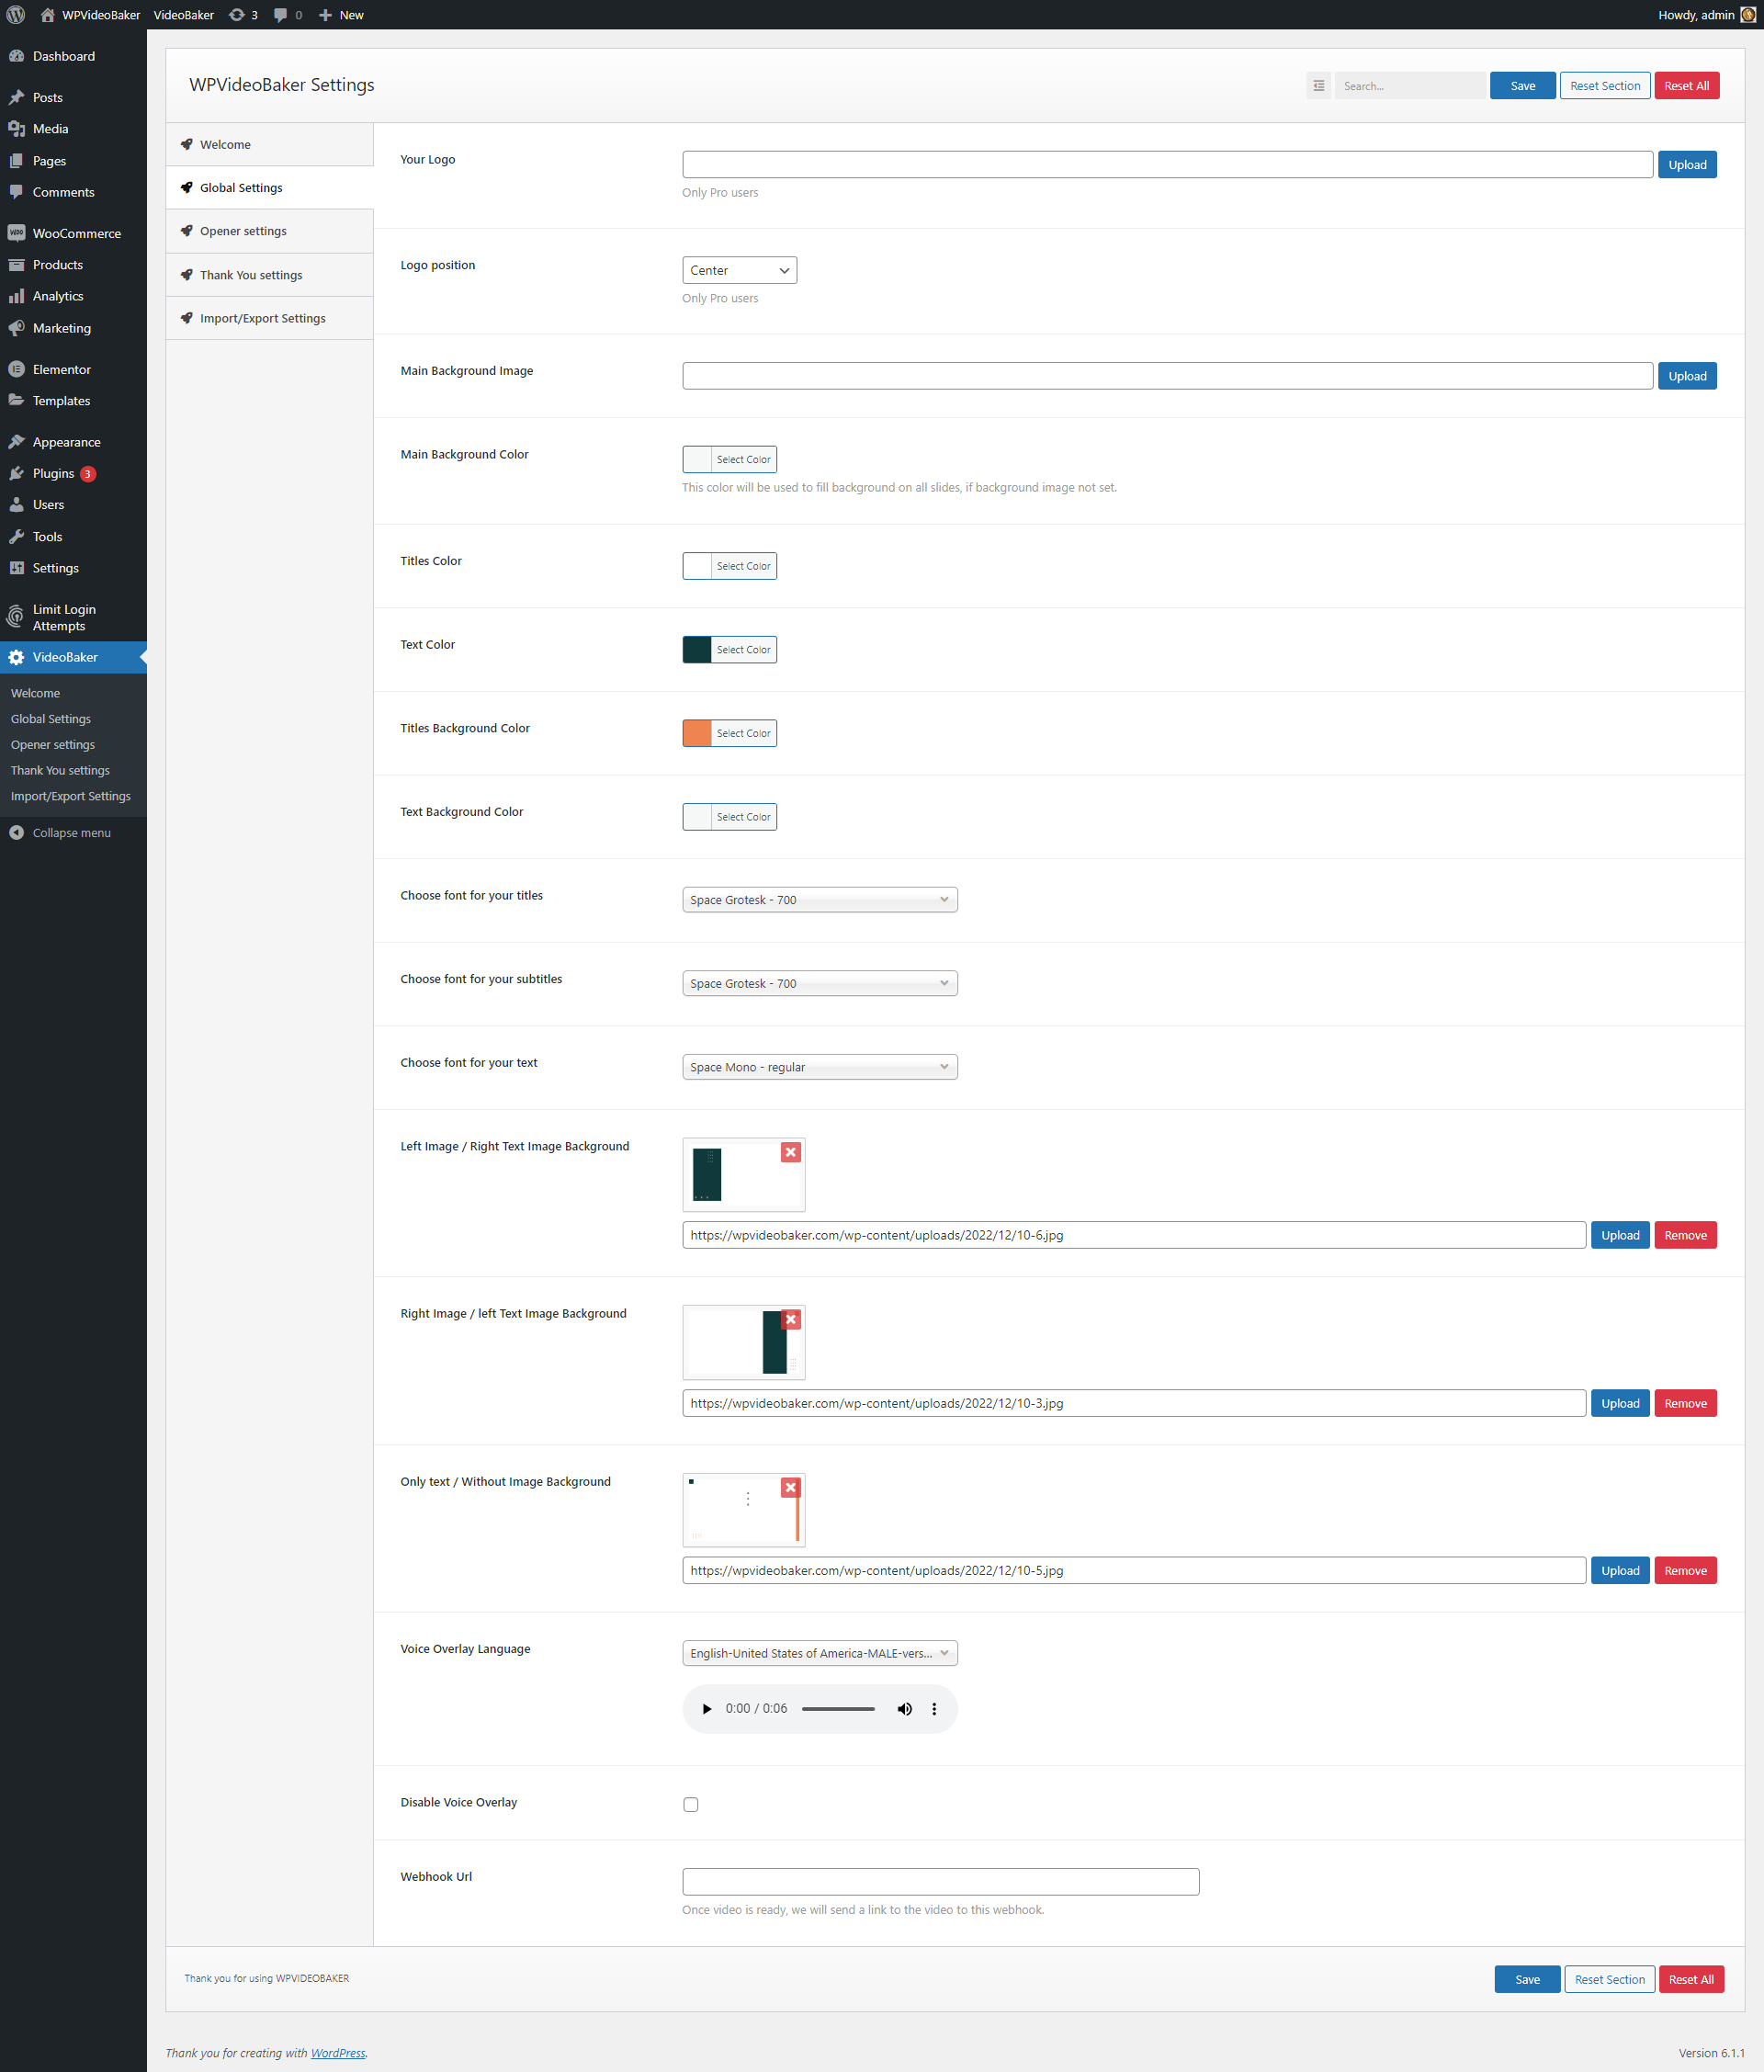 WPVideoBaker VideoBaker 3 0 New Howdy, admin
Dashboard
Posts
Media
Pages
Comments
WooCommerce
Products
Analytics
Marketing
Elementor
Templates
Appearance
Plugins 3
Users
Tools
Settings
Limit Login
Attempts
VideoBaker
Welcome
Global Settings
Opener settings
Thank You settings
Import/Export Settings
Collapse menu
WPVideoBaker Settings
Search... Save Reset Section Reset All
Welcome
Global Settings
Opener settings
Thank You settings
Import/Export Settings
Your Logo Upload
Only Pro users
Logo position Center
Only Pro users
Main Background Image Upload
Main Background Color Select Color
This color will be used to fill background on all slides, if background image not set.
Titles Color Select Color
Text Color Select Color
Titles Background Color Select Color
Text Background Color Select Color
Choose font for your titles Space Grotesk - 700
Choose font for your subtitles Space Grotesk - 700
Choose font for your text Space Mono - regular
Left Image / Right Text Image Background
https://wpvideobaker.com/wp-content/uploads/2022/12/10-6.jpg Upload Remove
Right Image / left Text Image Background
https://wpvideobaker.com/wp-content/uploads/2022/12/10-3.jpg Upload Remove
Only text / Without Image Background
https://wpvideobaker.com/wp-content/uploads/2022/12/10-5.jpg Upload Remove
Voice Overlay Language English-United States of America-MALE-vers...
0:00 / 0:06
Disable Voice Overlay
Webhook Url
Once video is ready, we will send a link to the video to this webhook.
Thank you for using WPVIDEOBAKER Save Reset Section Reset All
Thank you for creating with WordPress. Version 6.1.1